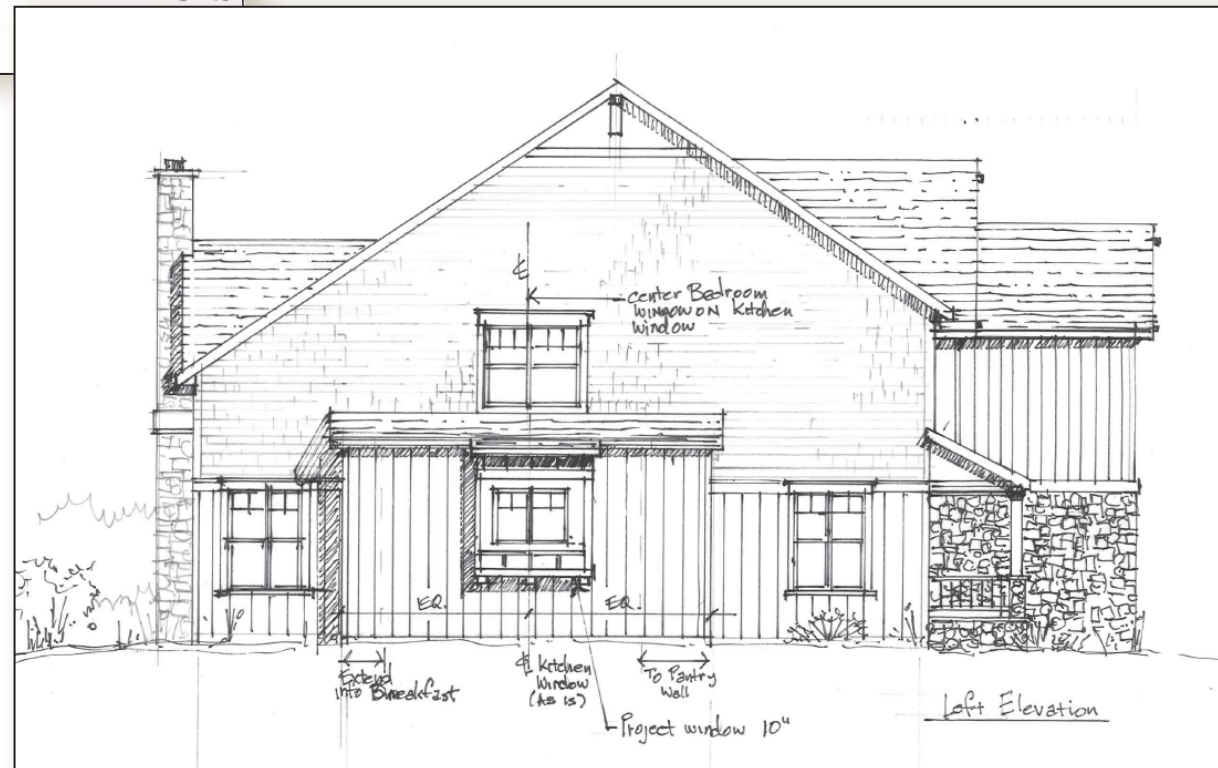 ℄
center Bedroom
WINDOW ON Kitchen
Window
EQ.
EQ.
Extend
into Breakfast
℄ Kitchen
Window
(AS IS)
To Pantry
Wall
Project window 10"
Left Elevation